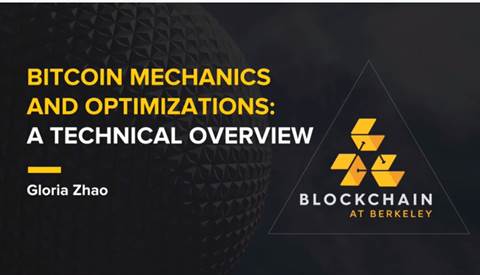 BITCOIN MECHANICS
AND OPTIMIZATIONS:
A TECHNICAL OVERVIEW
Gloria Zhao
BLOCKCHAIN
AT BERKELEY